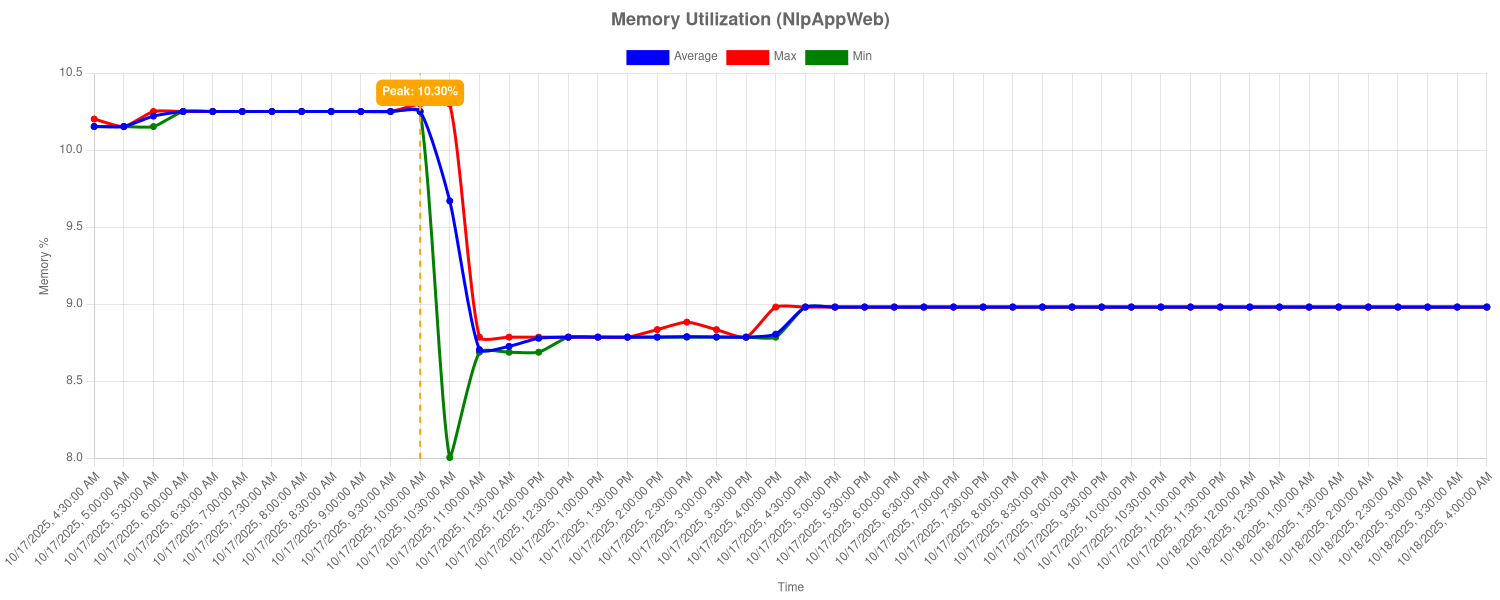 Memory Utilization (NlpAppWeb)
Average Max Min
Peak: 10.30%
10.5
10.0
9.5
9.0
8.5
8.0
Memory %
10/17/2025, 4:30:00 AM
10/17/2025, 5:00:00 AM
10/17/2025, 5:30:00 AM
10/17/2025, 6:00:00 AM
10/17/2025, 6:30:00 AM
10/17/2025, 7:00:00 AM
10/17/2025, 7:30:00 AM
10/17/2025, 8:00:00 AM
10/17/2025, 8:30:00 AM
10/17/2025, 9:00:00 AM
10/17/2025, 9:30:00 AM
10/17/2025, 10:00:00 AM
10/17/2025, 10:30:00 AM
10/17/2025, 11:00:00 AM
10/17/2025, 11:30:00 AM
10/17/2025, 12:00:00 PM
10/17/2025, 12:30:00 PM
10/17/2025, 1:00:00 PM
10/17/2025, 1:30:00 PM
10/17/2025, 2:00:00 PM
10/17/2025, 2:30:00 PM
10/17/2025, 3:00:00 PM
10/17/2025, 3:30:00 PM
10/17/2025, 4:00:00 PM
10/17/2025, 4:30:00 PM
10/17/2025, 5:00:00 PM
10/17/2025, 5:30:00 PM
10/17/2025, 6:00:00 PM
10/17/2025, 6:30:00 PM
10/17/2025, 7:00:00 PM
10/17/2025, 7:30:00 PM
10/17/2025, 8:00:00 PM
10/17/2025, 8:30:00 PM
10/17/2025, 9:00:00 PM
10/17/2025, 9:30:00 PM
10/17/2025, 10:00:00 PM
10/17/2025, 10:30:00 PM
10/17/2025, 11:00:00 PM
10/17/2025, 11:30:00 PM
10/18/2025, 12:00:00 AM
10/18/2025, 12:30:00 AM
10/18/2025, 1:00:00 AM
10/18/2025, 1:30:00 AM
10/18/2025, 2:00:00 AM
10/18/2025, 2:30:00 AM
10/18/2025, 3:00:00 AM
10/18/2025, 3:30:00 AM
10/18/2025, 4:00:00 AM
Time